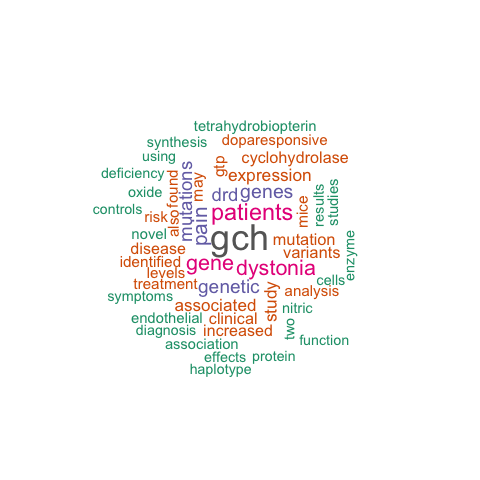 tetrahydrobiopterin
synthesis
doparesponsive
using
gtp
cyclohydrolase
deficiency
found
may
mutations
expression
oxide
drd
genes
mice
results
studies
controls
risk
also
pain
patients
novel
gch
mutation
enzyme
disease
variants
identified
gene
dystonia
levels
cells
treatment
genetic
analysis
symptoms
associated
study
nitric
endothelial
clinical
two
diagnosis
increased
function
association
effects
protein
haplotype